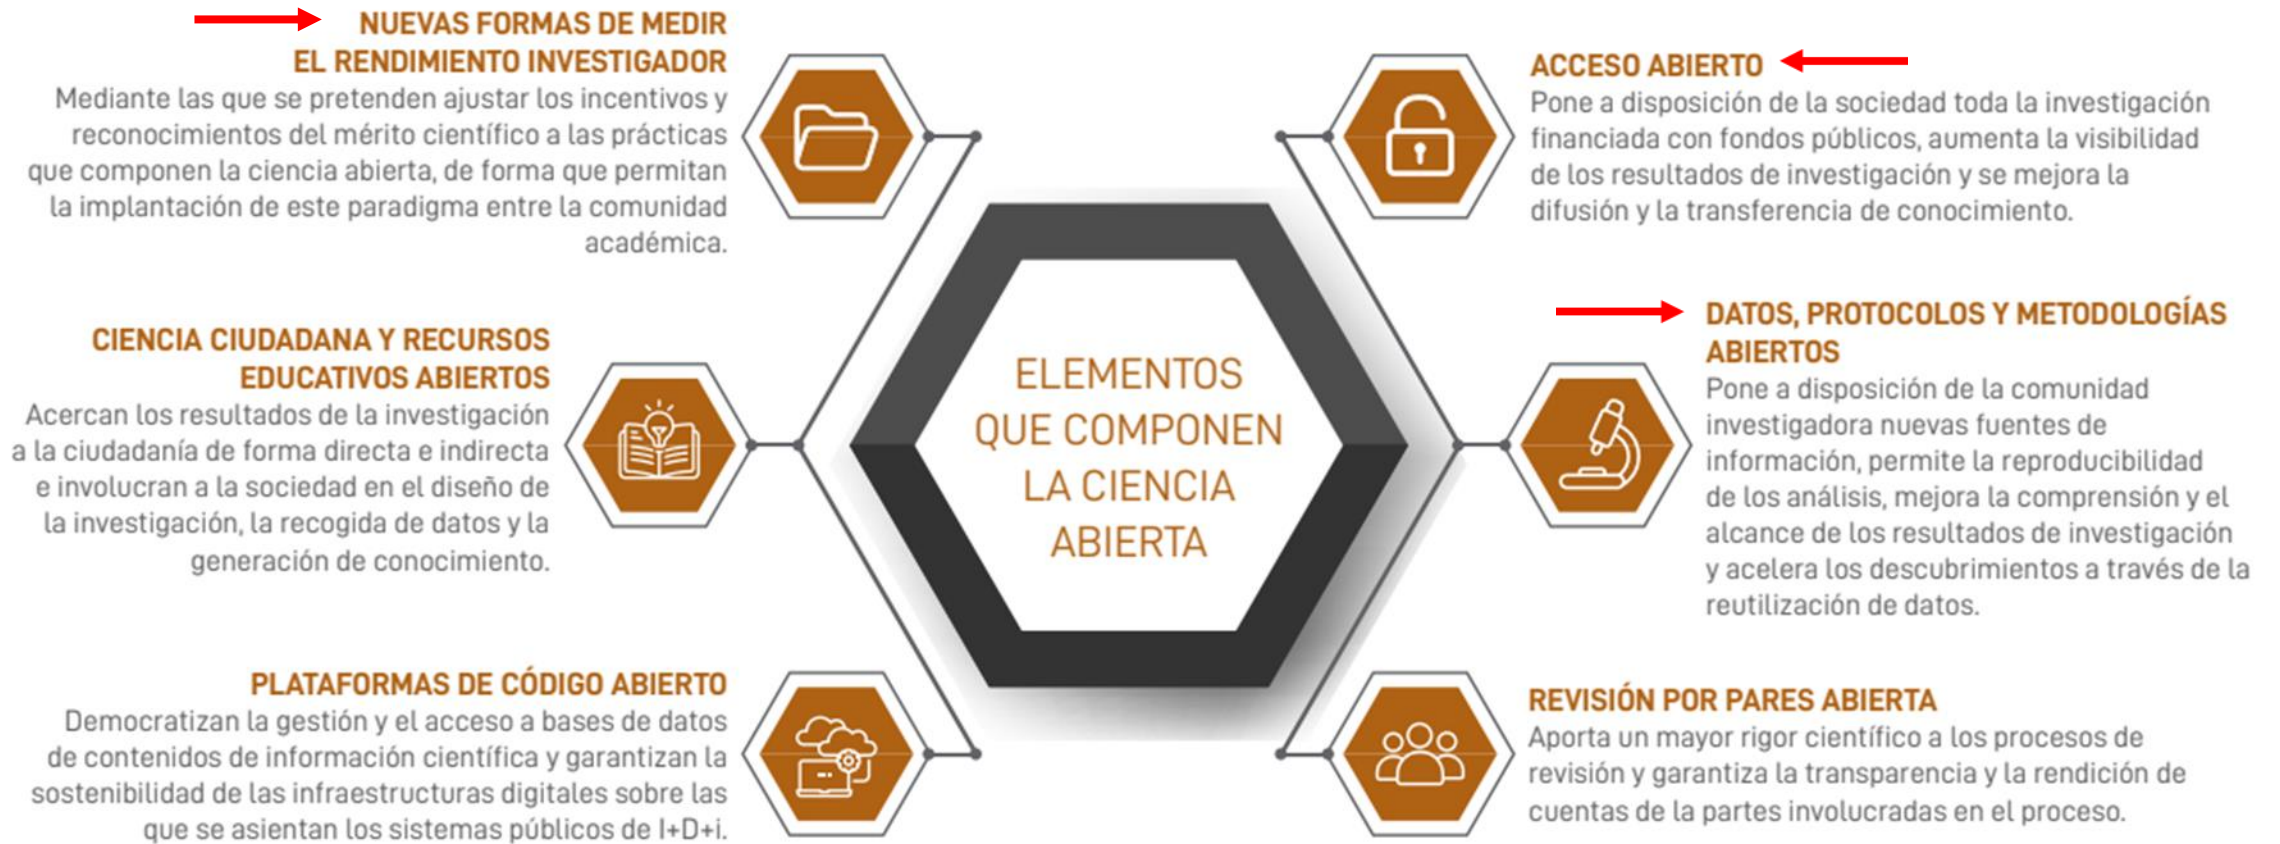 NUEVAS FORMAS DE MEDIR
EL RENDIMIENTO INVESTIGADOR
Mediante las que se pretenden ajustar los incentivos y
reconocimientos del mérito científico a las prácticas
que componen la ciencia abierta, de forma que permitan
la implantación de este paradigma entre la comunidad
académica.
CIENCIA CIUDADANA Y RECURSOS
EDUCATIVOS ABIERTOS
Acercan los resultados de la investigación
a la ciudadanía de forma directa e indirecta
e involucran a la sociedad en el diseño de
la investigación, la recogida de datos y la
generación de conocimiento.
PLATAFORMAS DE CÓDIGO ABIERTO
Democratizan la gestión y el acceso a bases de datos
de contenidos de información científica y garantizan la
sostenibilidad de las infraestructuras digitales sobre las
que se asientan los sistemas públicos de I+D+i.
ELEMENTOS
QUE COMPONEN
LA CIENCIA
ABIERTA
ACCESO ABIERTO
Pone a disposición de la sociedad toda la investigación
financiada con fondos públicos, aumenta la visibilidad
de los resultados de investigación y se mejora la
difusión y la transferencia de conocimiento.
DATOS, PROTOCOLOS Y METODOLOGÍAS
ABIERTOS
Pone a disposición de la comunidad
investigadora nuevas fuentes de
información, permite la reproducibilidad
de los análisis, mejora la comprensión y el
alcance de los resultados de investigación
y acelera los descubrimientos a través de la
reutilización de datos.
REVISIÓN POR PARES ABIERTA
Aporta un mayor rigor científico a los procesos de
revisión y garantiza la transparencia y la rendición de
cuentas de la partes involucradas en el proceso.